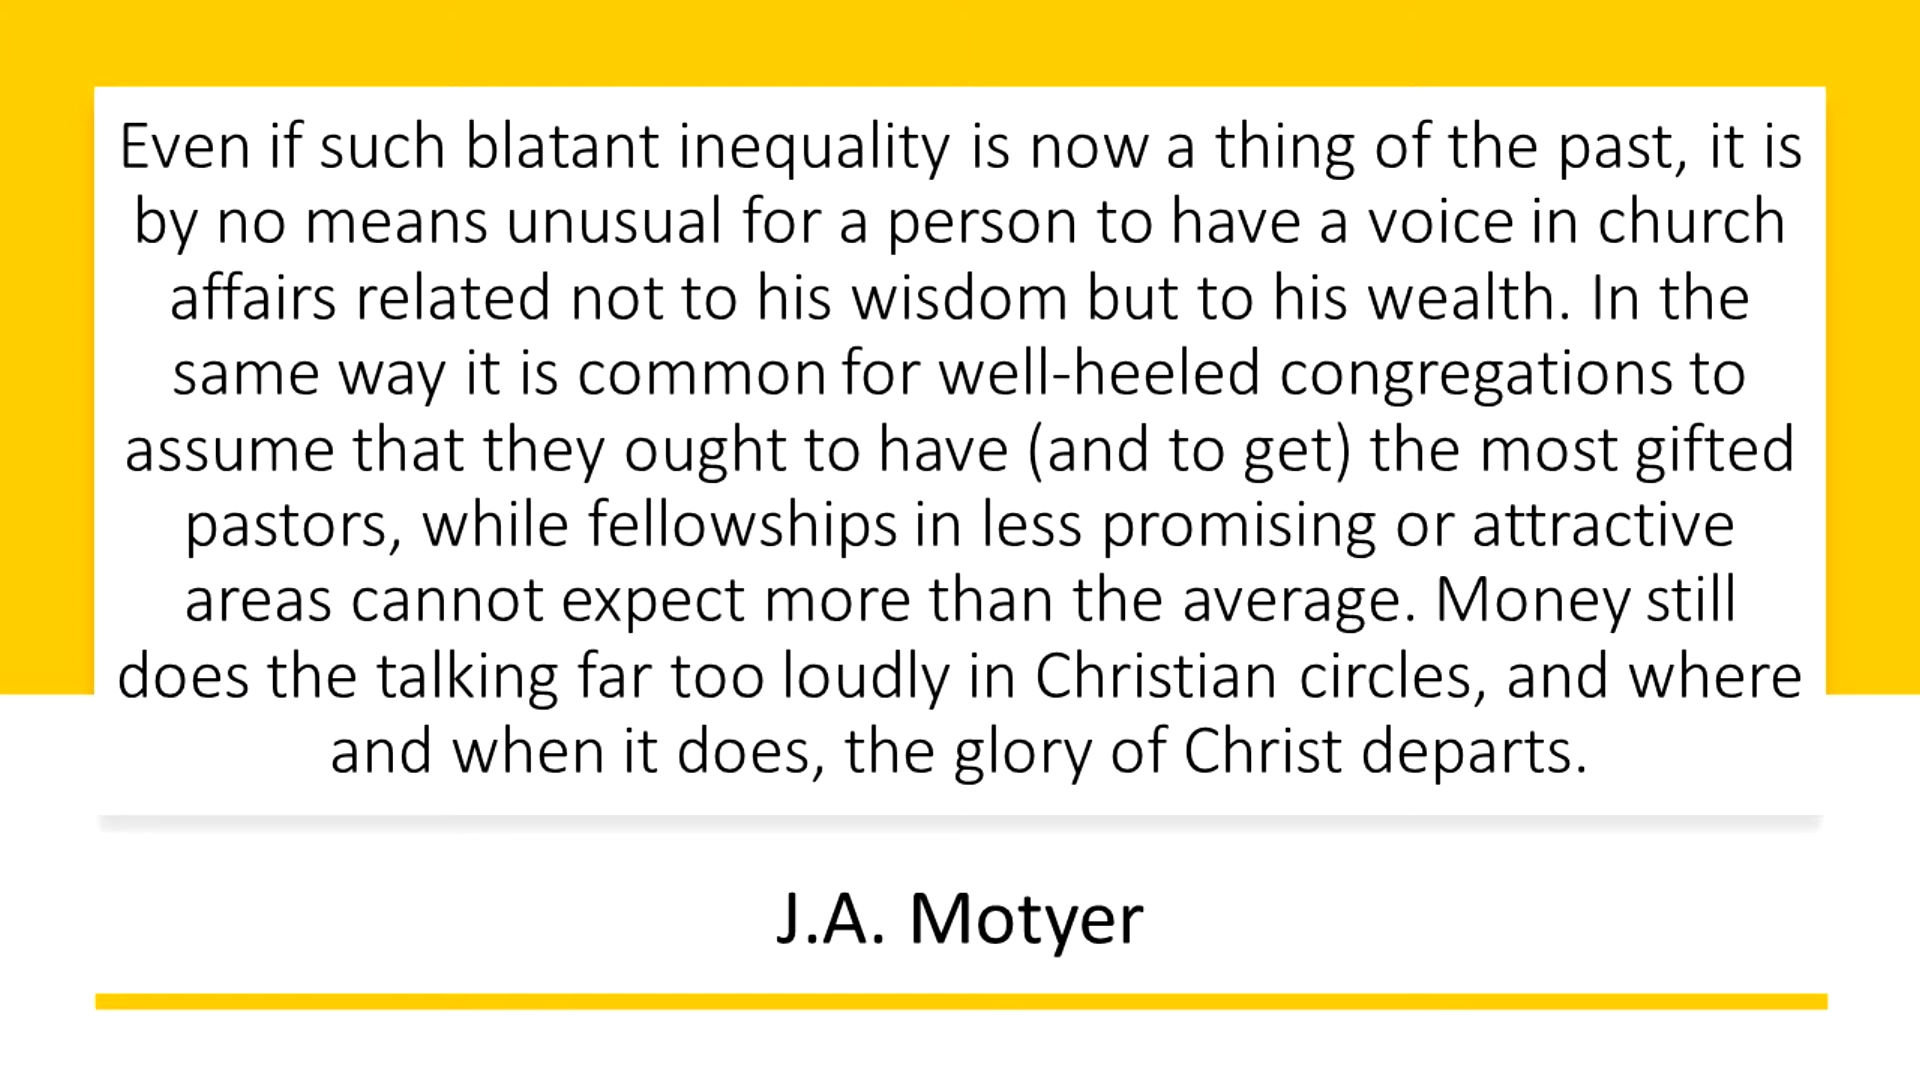 Even if such blatant inequality is now a thing of the past, it is
by no means unusual for a person to have a voice in church
affairs related not to his wisdom but to his wealth. In the
same way it is common for well-heeled congregations to
assume that they ought to have (and to get) the most gifted
pastors, while fellowships in less promising or attractive
areas cannot expect more than the average. Money still
does the talking far too loudly in Christian circles, and where
and when it does, the glory of Christ departs.
J.A. Motyer